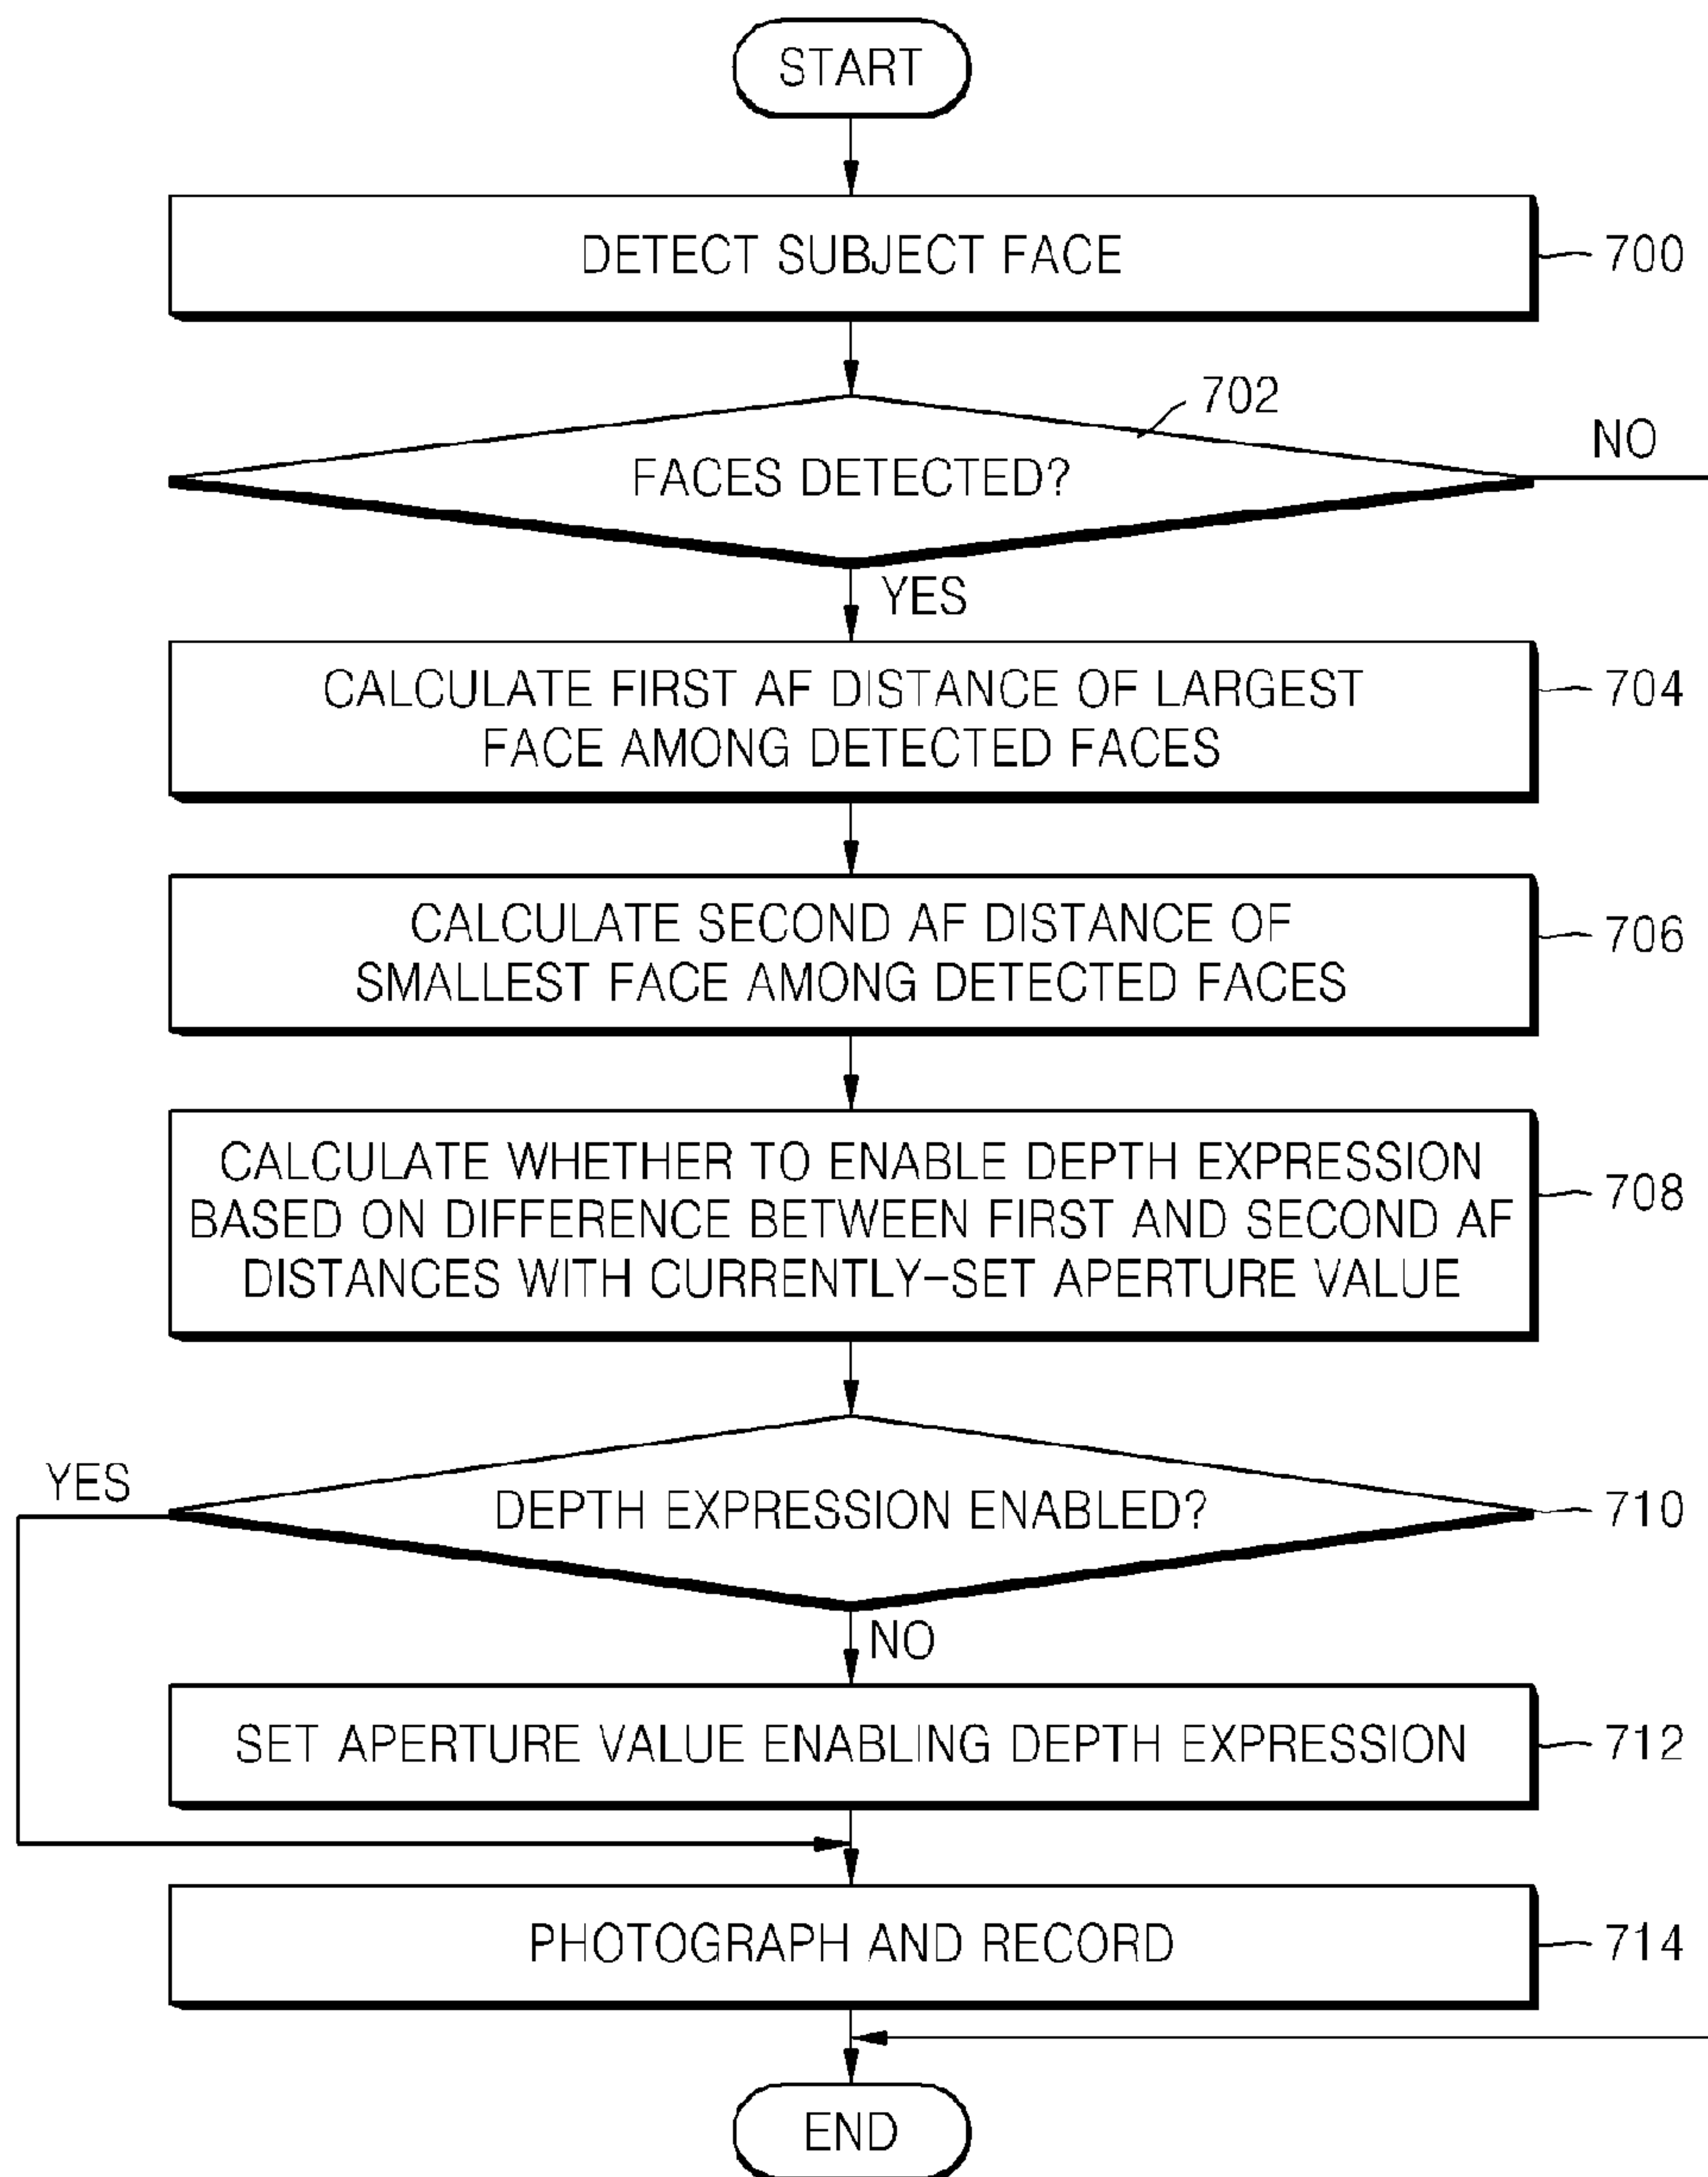 START
DETECT SUBJECT FACE
700
702
FACES DETECTED?
NO
YES
CALCULATE FIRST AF DISTANCE OF LARGEST
FACE AMONG DETECTED FACES
704
CALCULATE SECOND AF DISTANCE OF
SMALLEST FACE AMONG DETECTED FACES
706
CALCULATE WHETHER TO ENABLE DEPTH EXPRESSION
BASED ON DIFFERENCE BETWEEN FIRST AND SECOND AF
DISTANCES WITH CURRENTLY-SET APERTURE VALUE
708
YES
DEPTH EXPRESSION ENABLED?
710
NO
SET APERTURE VALUE ENABLING DEPTH EXPRESSION
712
PHOTOGRAPH AND RECORD
714
END